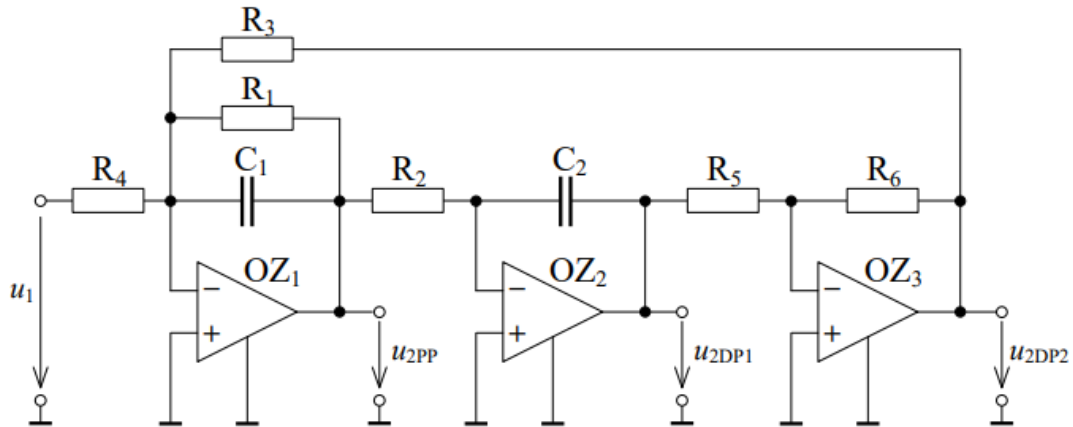 R₃
R₁
R₄ C₁ R₂ C₂ R₅ R₆
OZ₁ OZ₂ OZ₃
− − −
u₁
+ + +
u₂PP u₂DP1 u₂DP2